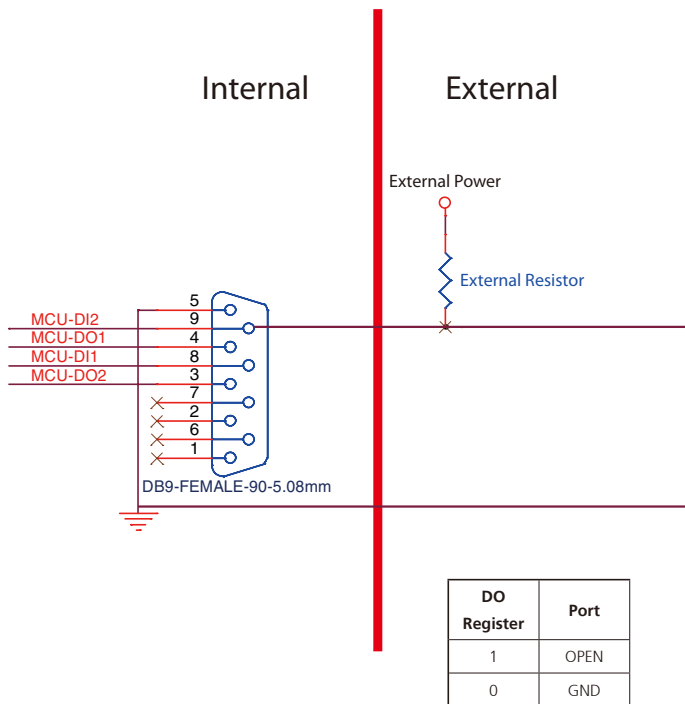 Internal
External
External Power
External Resistor
5
MCU-DI2
9
MCU-DO1
4
MCU-DI1
8
MCU-DO2
3
7
2
6
1
DB9-FEMALE-90-5.08mm
DO Port
Register
1 OPEN
0 GND